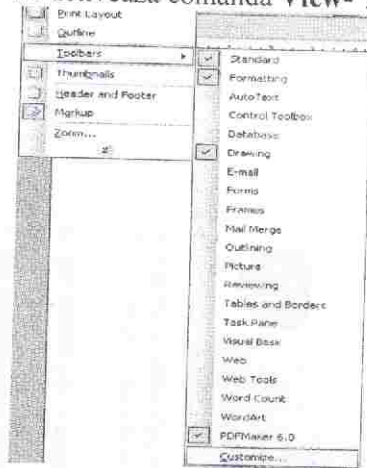 comanda View-
Print Layout
Outline
Toolbars
Thumbnails
Header and Footer
Markup
Zoom...
Standard
Formatting
AutoText
Control Toolbox
Database
Drawing
E-mail
Forms
Frames
Mail Merge
Outlining
Picture
Reviewing
Tables and Borders
Task Pane
Visual Basic
Web
Web Tools
Word Count
WordArt
PDFMaker 6.0
Customize...